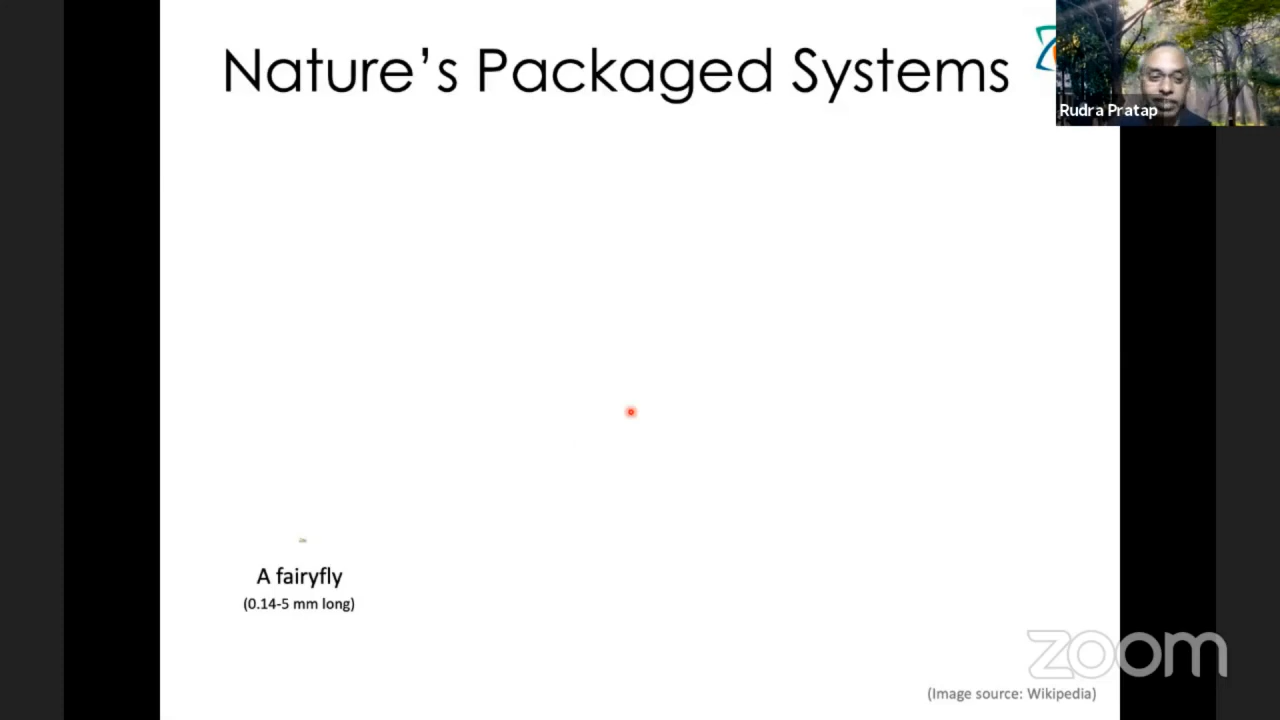 Nature’s Packaged Systems
Rudra Pratap
A fairyfly
(0.14-5 mm long)
zoom
(Image source: Wikipedia)